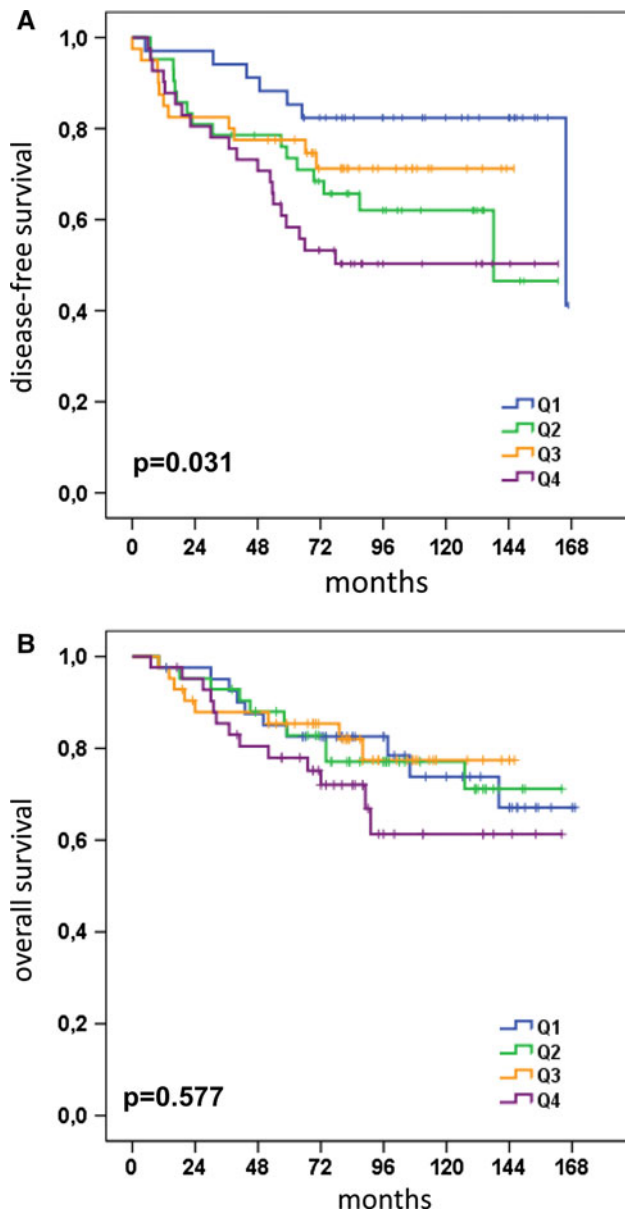 A
disease-free survival
1,0
0,8
0,6
0,4
0,2
0,0
Q1
Q2
Q3
Q4
p=0.031
0 24 48 72 96 120 144 168
months
B
overall survival
1,0
0,8
0,6
0,4
0,2
0,0
Q1
Q2
Q3
Q4
p=0.577
0 24 48 72 96 120 144 168
months